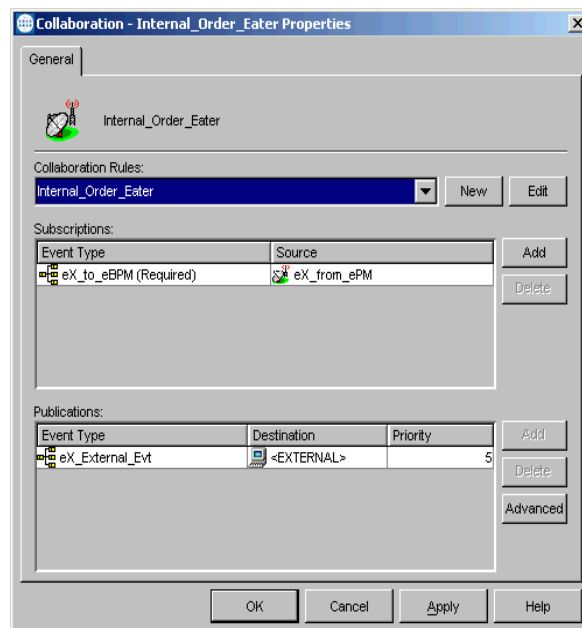 Collaboration - Internal_Order_Eater Properties
General
Internal_Order_Eater
Collaboration Rules:
Internal_Order_Eater New Edit
Subscriptions:
Event Type Source Add
eX_to_eBPM (Required) eX_from_ePM
Delete
Publications:
Event Type Destination Priority Add
eX_External_Evt <EXTERNAL> 5
Delete
Advanced
OK Cancel Apply Help